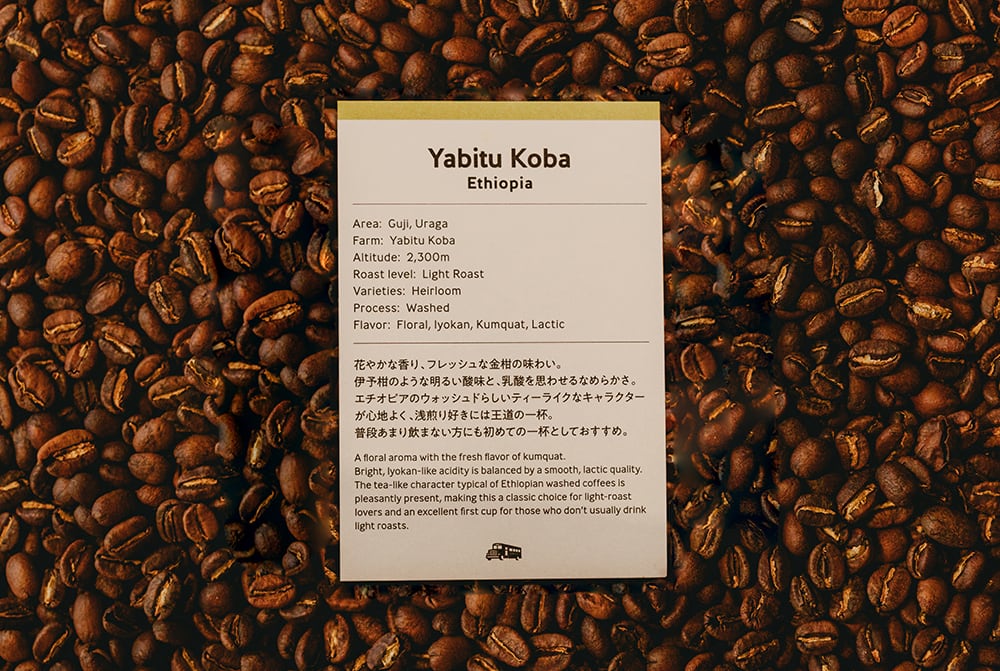 Yabitu Koba
Ethiopia
Area: Guji, Uraga
Farm: Yabitu Koba
Altitude: 2,300m
Roast level: Light Roast
Varieties: Heirloom
Process: Washed
Flavor: Floral, Iyokan, Kumquat, Lactic
花やかな香り、フレッシュな金柑の味わい。
伊予柑のような明るい酸味と、乳酸を思わせるなめらかさ。
エチオピアのウォッシュドらしいティーライクなキャラクター
が心地よく、浅煎り好きには王道の一杯。
普段あまり飲まない方にも初めての一杯としておすすめ。
A floral aroma with the fresh flavor of kumquat.
Bright, Iyokan-like acidity is balanced by a smooth, lactic quality.
The tea-like character typical of Ethiopian washed coffees is
pleasantly present, making this a classic choice for light-roast
lovers and an excellent first cup for those who don't usually drink
light roasts.